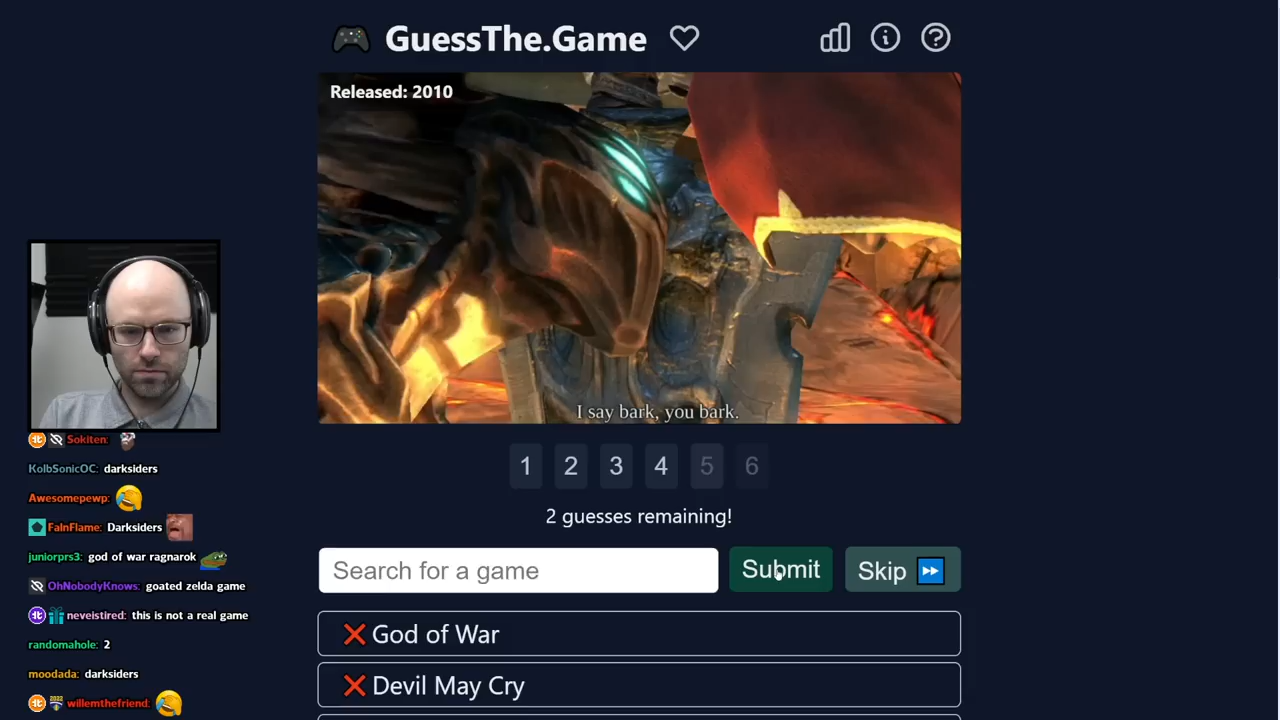 GuessThe.Game
Released: 2010
I say bark, you bark.
1 2 3 4 5 6
2 guesses remaining!
Search for a game
Submit
Skip
God of War
Devil May Cry
Sokiten:
KolbSonicOC: darksiders
Awesomepewp:
FalnFlame: Darksiders
juniorprs3: god of war ragnarok
OhNobodyKnows: goated zelda game
neveistired: this is not a real game
randomahole: 2
moodada: darksiders
willemthefriend: